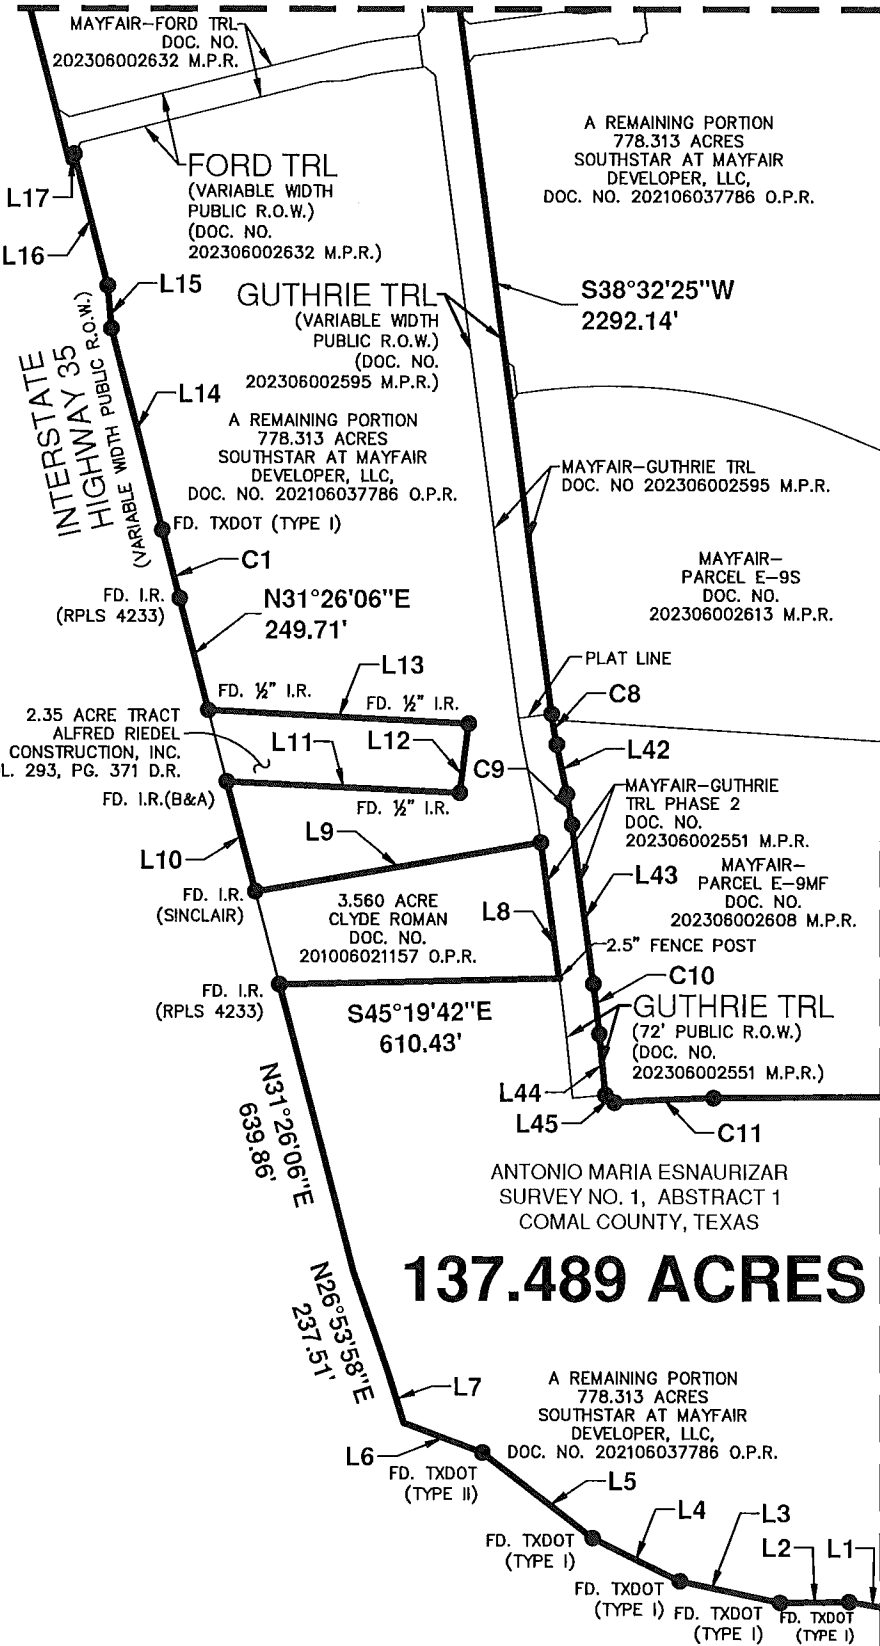 MAYFAIR-FORD TRL
DOC. NO.
202306002632 M.P.R.
A REMAINING PORTION
778.313 ACRES
SOUTHSTAR AT MAYFAIR
DEVELOPER, LLC,
DOC. NO. 202106037786 O.P.R.
FORD TRL
(VARIABLE WIDTH
PUBLIC R.O.W.)
(DOC. NO.
202306002632 M.P.R.)
L17
L16
L15
GUTHRIE TRL
(VARIABLE WIDTH
PUBLIC R.O.W.)
(DOC. NO.
202306002595 M.P.R.)
S38°32'25"W
2292.14'
INTERSTATE
HIGHWAY 35
(VARIABLE WIDTH PUBLIC R.O.W.)
L14
A REMAINING PORTION
778.313 ACRES
SOUTHSTAR AT MAYFAIR
DEVELOPER, LLC,
DOC. NO. 202106037786 O.P.R.
MAYFAIR-GUTHRIE TRL
DOC. NO 202306002595 M.P.R.
FD. TXDOT (TYPE I)
C1
MAYFAIR-
PARCEL E-9S
DOC. NO.
202306002613 M.P.R.
FD. I.R.
(RPLS 4233)
N31°26'06"E
249.71'
PLAT LINE
L13
FD. ½" I.R.
FD. ½" I.R.
C8
2.35 ACRE TRACT
ALFRED RIEDEL
CONSTRUCTION, INC.
L. 293, PG. 371 D.R.
L11
L12
L42
C9
FD. I.R.(B&A)
FD. ½" I.R.
MAYFAIR-GUTHRIE
TRL PHASE 2
DOC. NO.
202306002551 M.P.R.
L9
L10
L43
MAYFAIR-
PARCEL E-9MF
DOC. NO.
202306002608 M.P.R.
FD. I.R.
(SINCLAIR)
3.560 ACRE
CLYDE ROMAN
DOC. NO.
201006021157 O.P.R.
L8
2.5" FENCE POST
FD. I.R.
(RPLS 4233)
C10
S45°19'42"E
610.43'
GUTHRIE TRL
(72' PUBLIC R.O.W.)
(DOC. NO.
202306002551 M.P.R.)
L44
L45
C11
N31°26'06"E
639.86'
ANTONIO MARIA ESNAURIZAR
SURVEY NO. 1, ABSTRACT 1
COMAL COUNTY, TEXAS
137.489 ACRES
N26°53'58"E
237.51'
L7
A REMAINING PORTION
778.313 ACRES
SOUTHSTAR AT MAYFAIR
DEVELOPER, LLC,
DOC. NO. 202106037786 O.P.R.
L6
FD. TXDOT
(TYPE II)
L5
L4
L3
L2
L1
FD. TXDOT
(TYPE I)
FD. TXDOT
(TYPE I)
FD. TXDOT
(TYPE I)
FD. TXDOT
(TYPE I)